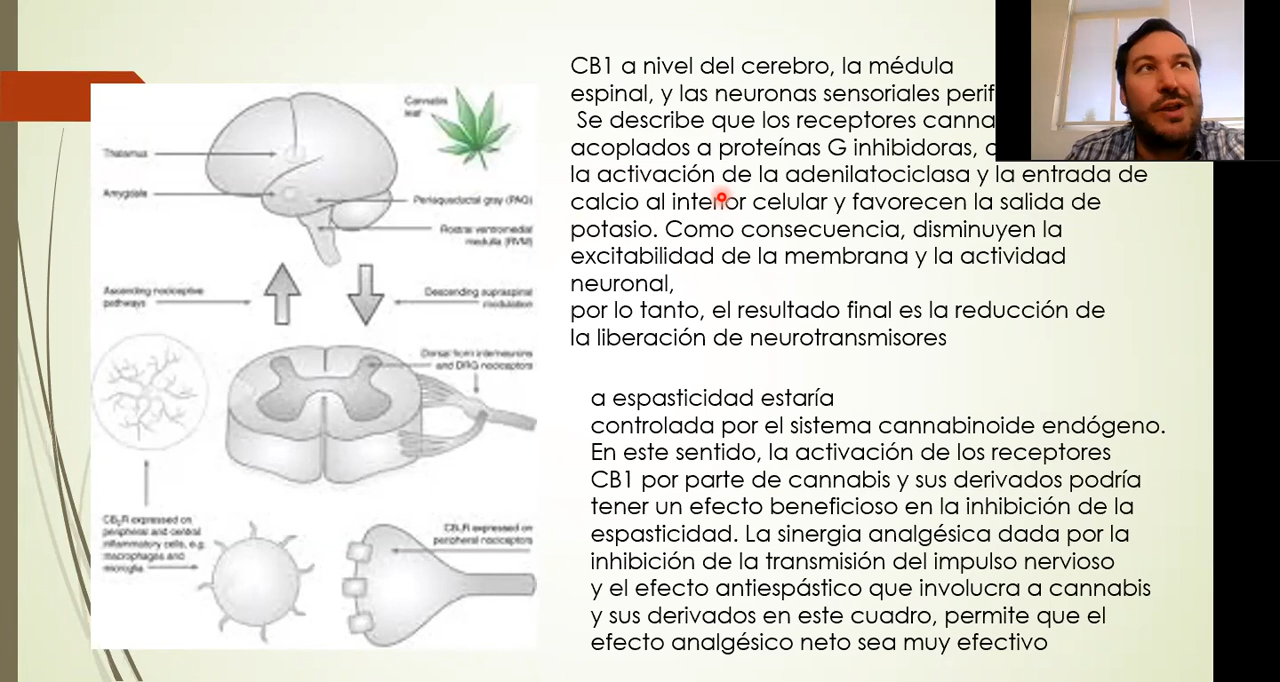 Cannabis
leaf
Thalamus
Amygdala
Periaqueductal gray (PAG)
Rostral ventromedial
medulla (RVM)
Ascending nociceptive
pathways
Descending supraspinal
modulation
Dorsal horn interneurons
and DRG nociceptors
CB₂R expressed on
peripheral and central
inflammatory cells, e.g.
macrophages and
microglia
expressed on
peripheral nociceptors
CB1 a nivel del cerebro, la médula
espinal, y las neuronas sensoriales
Se describe que los receptores
acoplados a proteínas G inhibidoras,
la activación de la adenilatociclasa y la entrada de
calcio al interior celular y favorecen la salida de
potasio. Como consecuencia, disminuyen la
excitabilidad de la membrana y la actividad
neuronal,
por lo tanto, el resultado final es la reducción de
la liberación de neurotransmisores
a espasticidad estaría
controlada por el sistema cannabinoide endógeno.
En este sentido, la activación de los receptores
CB1 por parte de cannabis y sus derivados podría
tener un efecto beneficioso en la inhibición de la
espasticidad. La sinergia analgésica dada por la
inhibición de la transmisión del impulso nervioso
y el efecto antiespástico que involucra a cannabis
y sus derivados en este cuadro, permite que el
efecto analgésico neto sea muy efectivo